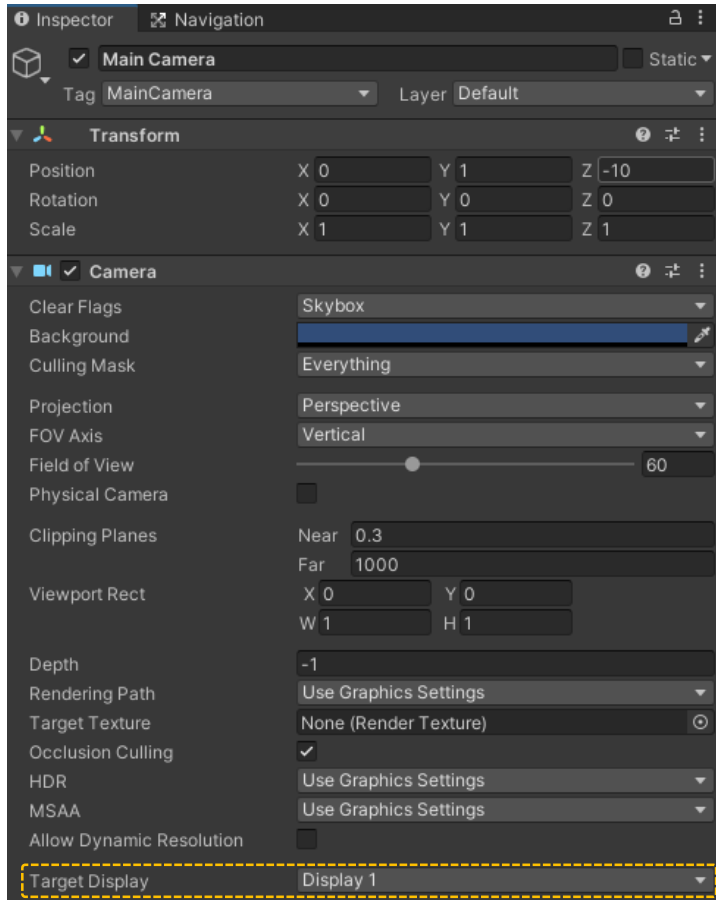 Inspector Navigation
Main Camera Static
Tag MainCamera Layer Default
Transform
Position X 0 Y 1 Z -10
Rotation X 0 Y 0 Z 0
Scale X 1 Y 1 Z 1
Camera
Clear Flags Skybox
Background
Culling Mask Everything
Projection Perspective
FOV Axis Vertical
Field of View 60
Physical Camera
Clipping Planes Near 0.3
Far 1000
Viewport Rect X 0 Y 0
W 1 H 1
Depth -1
Rendering Path Use Graphics Settings
Target Texture None (Render Texture)
Occlusion Culling
HDR Use Graphics Settings
MSAA Use Graphics Settings
Allow Dynamic Resolution
Target Display Display 1